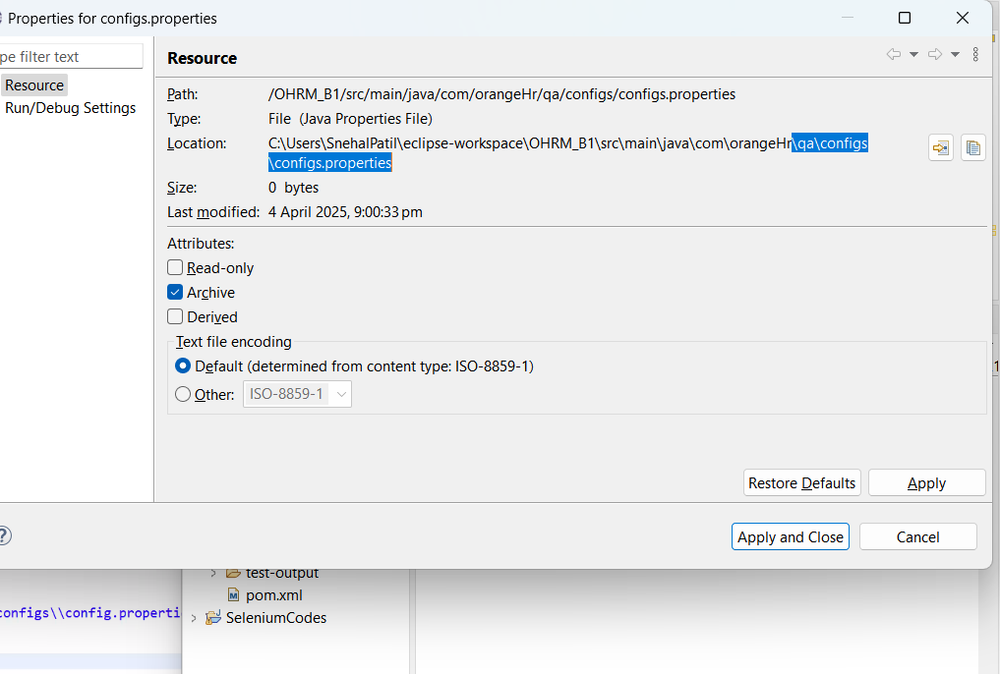 Properties for configs.properties
pe filter text
Resource
Run/Debug Settings
Resource
Path: /OHRM_B1/src/main/java/com/orangeHr/qa/configs/configs.properties
Type: File (Java Properties File)
Location: C:\Users\SnehalPatil\eclipse-workspace\OHRM_B1\src\main\java\com\orangeHr\qa\configs
\configs.properties
Size: 0 bytes
Last modified: 4 April 2025, 9:00:33 pm
Attributes:
Read-only
Archive
Derived
Text file encoding
Default (determined from content type: ISO-8859-1)
Other: ISO-8859-1
Restore Defaults Apply
?
Apply and Close Cancel
test-output
pom.xml
configs\\config.properti
SeleniumCodes
1